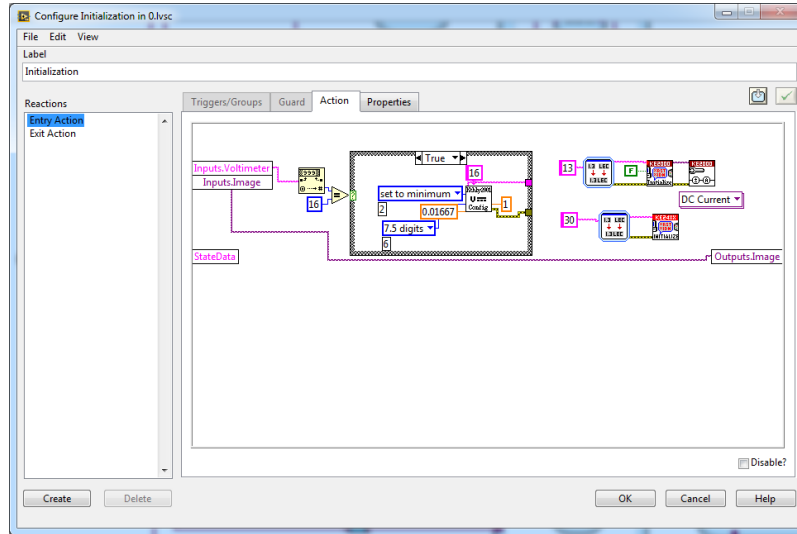 Configure Initialization in 0.lvsc
File Edit View
Label
Initialization
Reactions
Entry Action
Exit Action
Triggers/Groups Guard Action Properties
Inputs.Voltimeter
Inputs.Image
16
True
set to minimum
2
0.01667
7.5 digits
6
16
Config
1
13
F
DC Current
30
StateData
Outputs.Image
Disable?
Create Delete OK Cancel Help